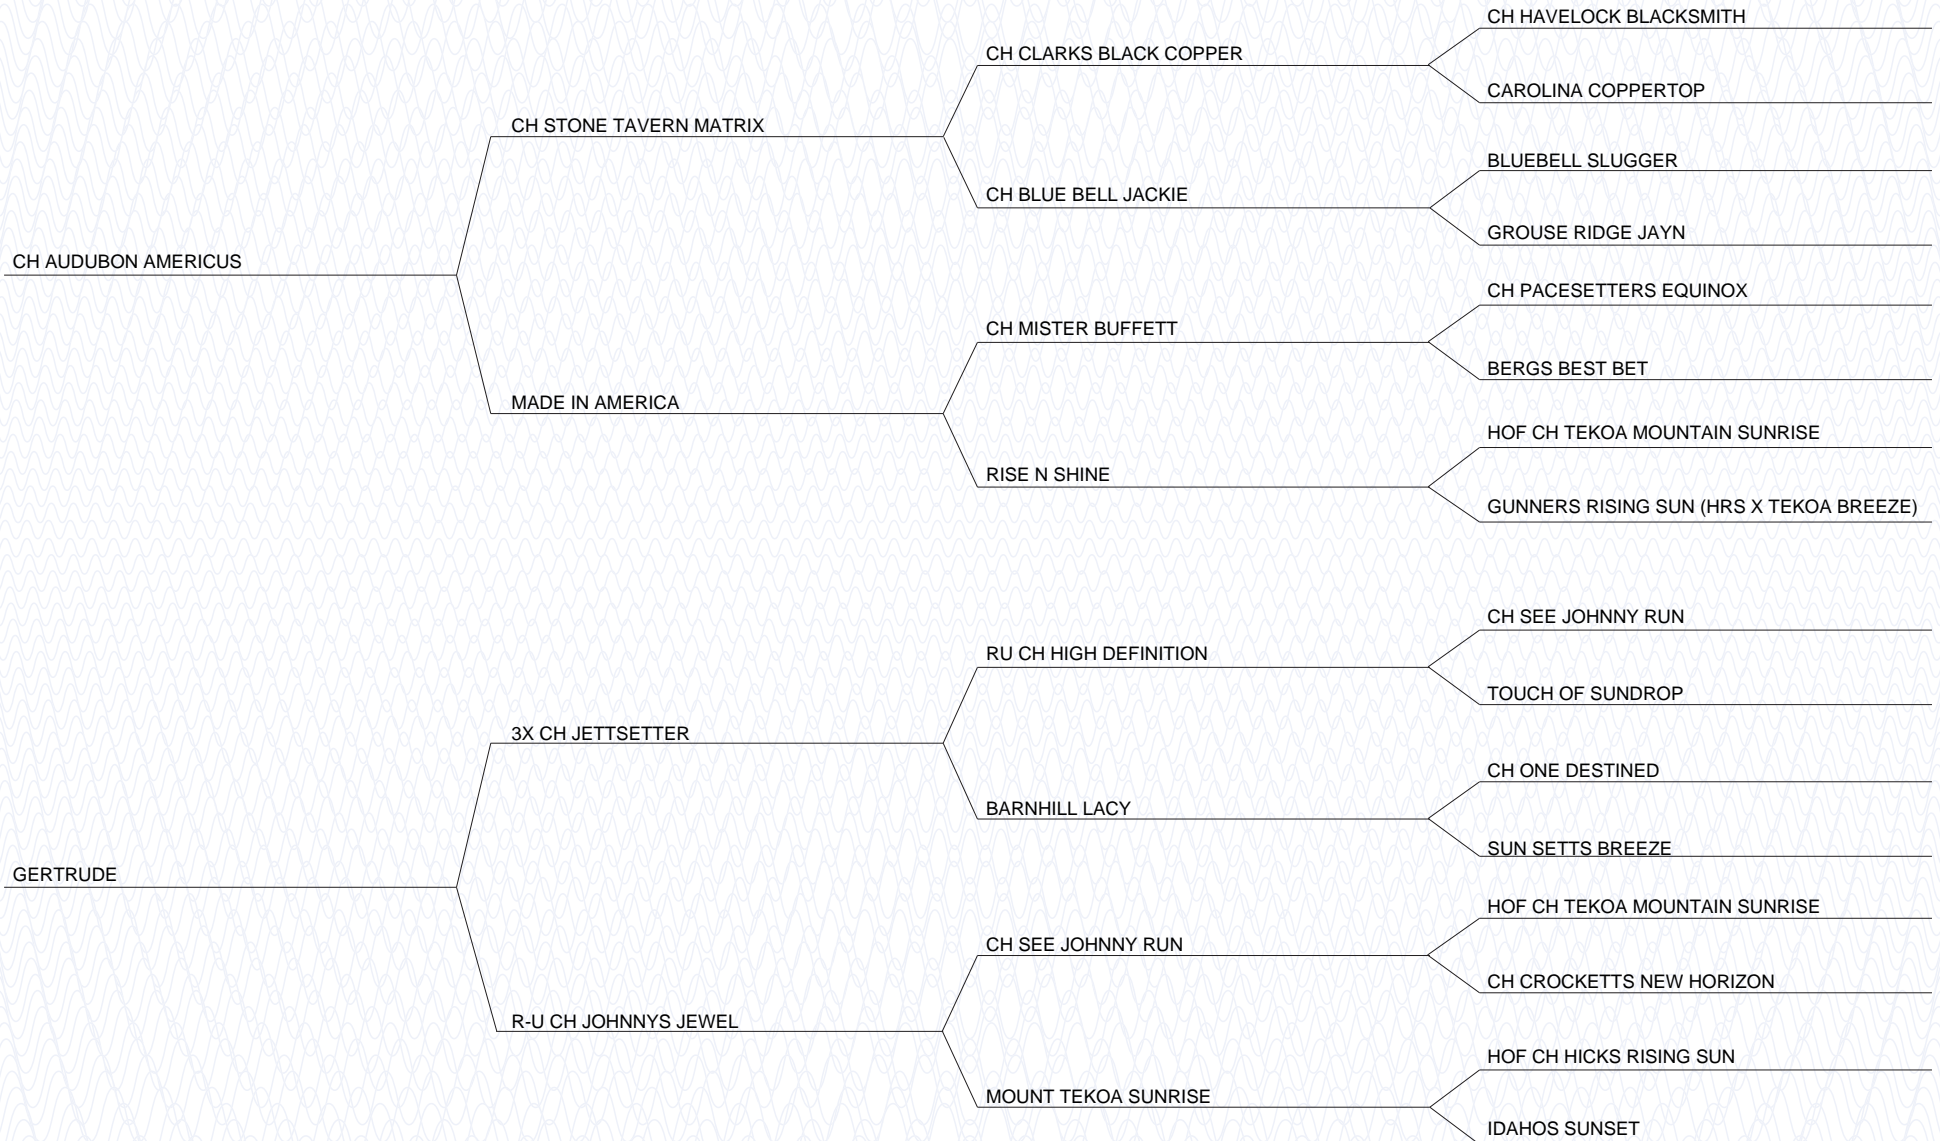 CH HAVELOCK BLACKSMITH
CH CLARKS BLACK COPPER
CAROLINA COPPERTOP
CH STONE TAVERN MATRIX
BLUEBELL SLUGGER
CH BLUE BELL JACKIE
GROUSE RIDGE JAYN
CH AUDUBON AMERICUS
CH PACESETTERS EQUINOX
CH MISTER BUFFETT
BERGS BEST BET
MADE IN AMERICA
HOF CH TEKOA MOUNTAIN SUNRISE
RISE N SHINE
GUNNERS RISING SUN (HRS X TEKOA BREEZE)
CH SEE JOHNNY RUN
RU CH HIGH DEFINITION
TOUCH OF SUNDROP
3X CH JETTSETTER
CH ONE DESTINED
BARNHILL LACY
SUN SETTS BREEZE
GERTRUDE
HOF CH TEKOA MOUNTAIN SUNRISE
CH SEE JOHNNY RUN
CH CROCKETTS NEW HORIZON
R-U CH JOHNNYS JEWEL
HOF CH HICKS RISING SUN
MOUNT TEKOA SUNRISE
IDAHOS SUNSET